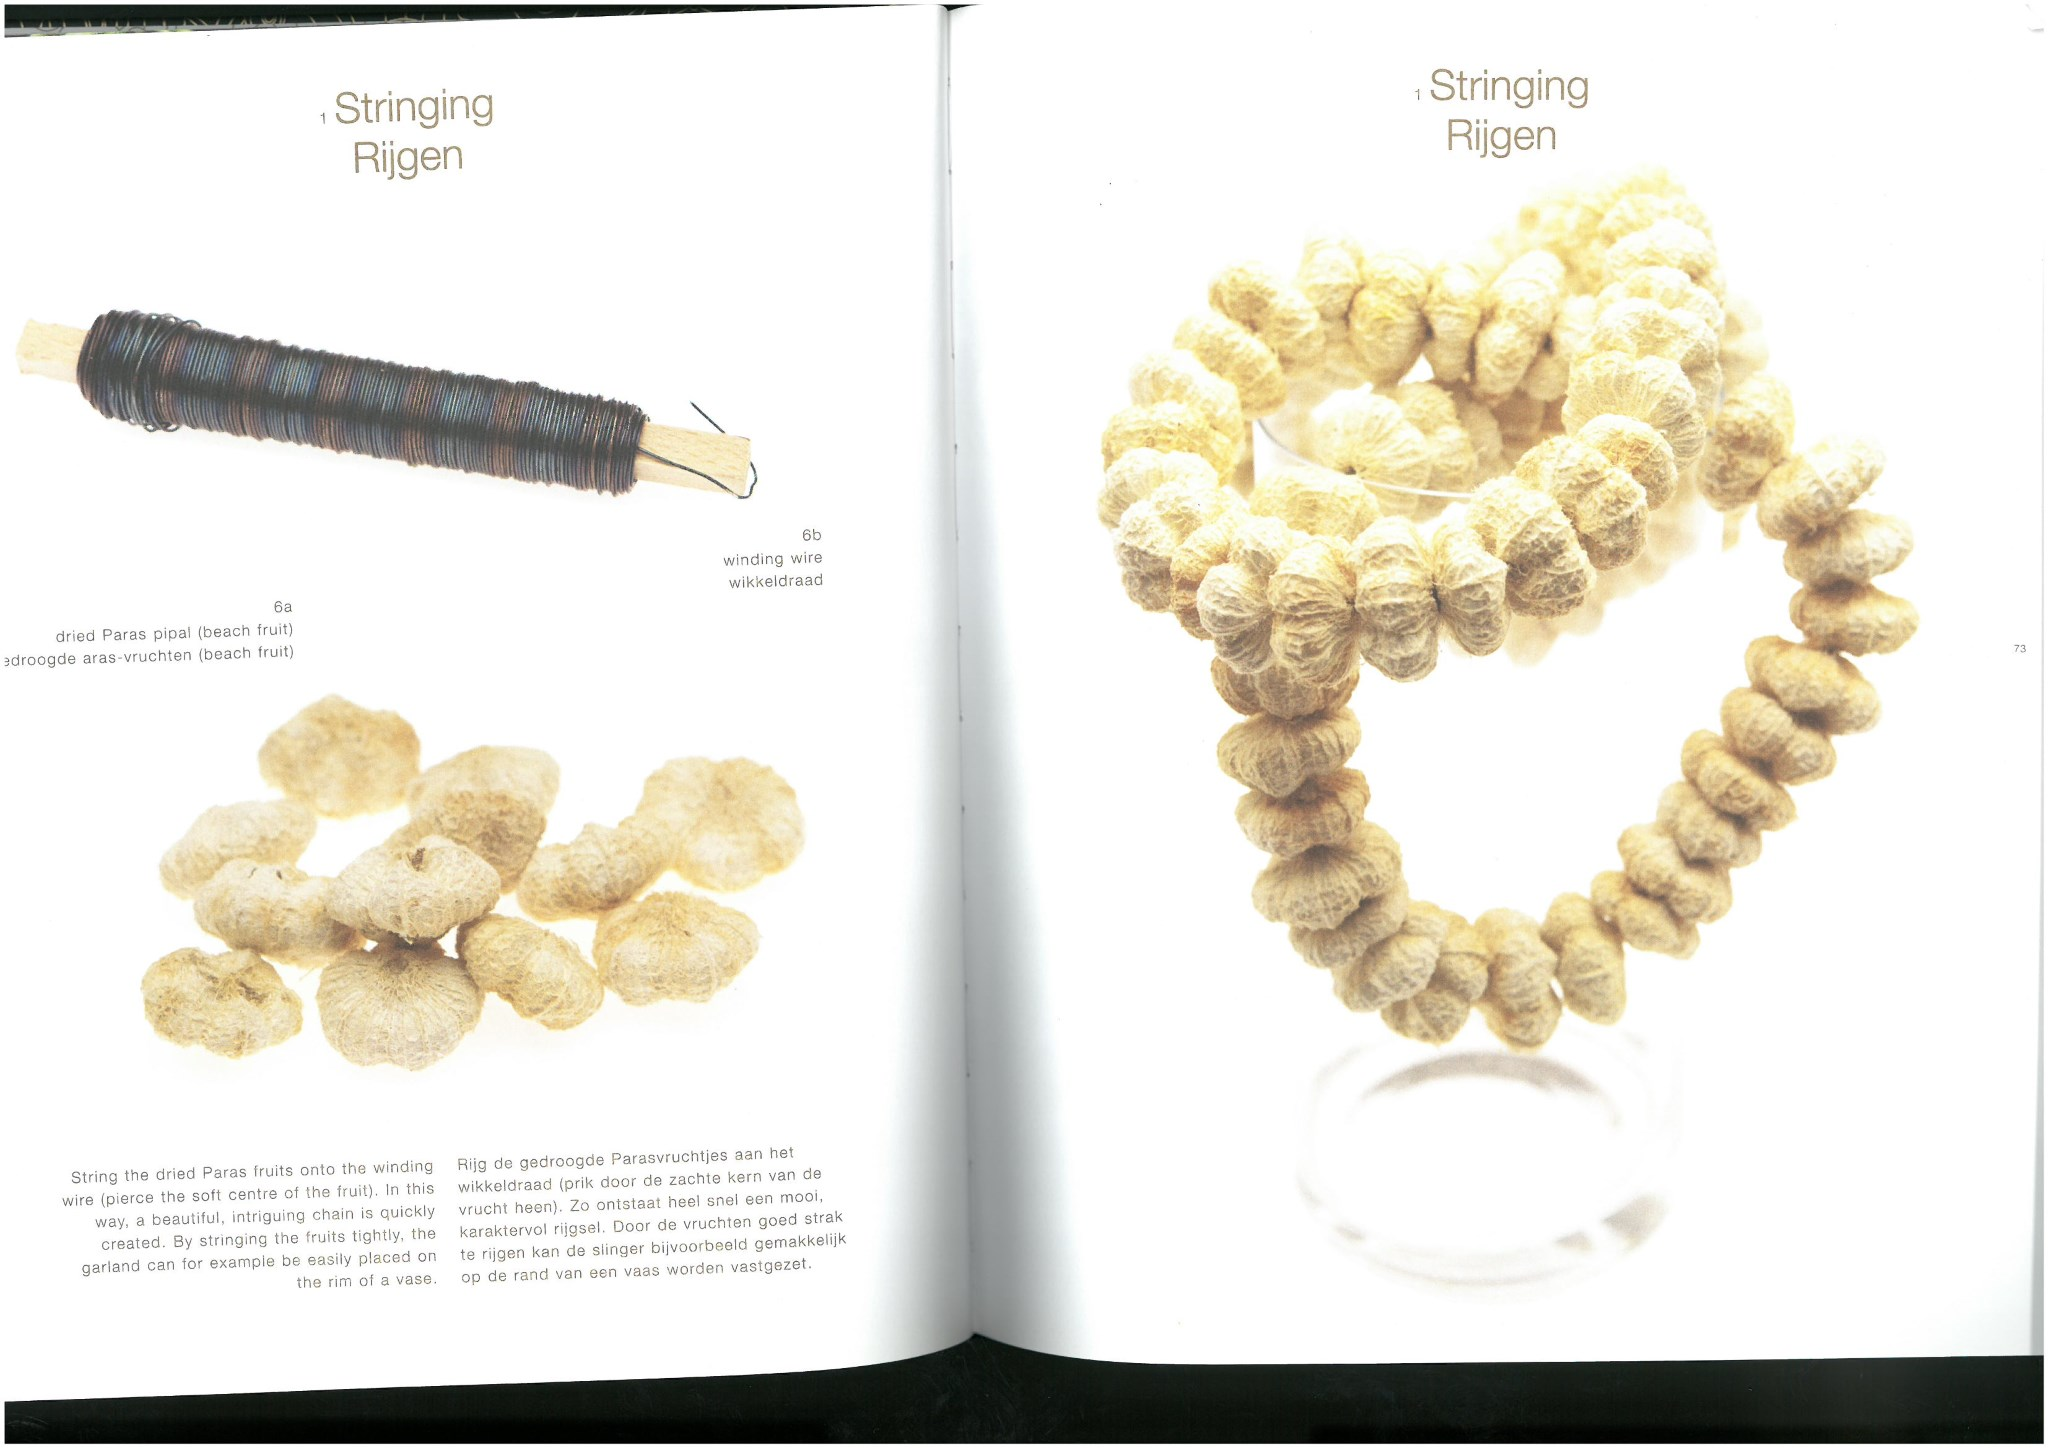 1 Stringing
Rijgen
6b
winding wire
wikkeldraad
6a
dried Paras pipal (beach fruit)
aras-vruchten (beach fruit)
String the dried Paras fruits onto the winding
wire (pierce the soft centre of the fruit). In this
way, a beautiful, intriguing chain is quickly
created. By stringing the fruits tightly, the
garland can for example be easily placed on
the rim of a vase.
Rijg de gedroogde Parasvruchtjes aan het
wikkeldraad (prik door de zachte kern van de
vrucht heen). Zo ontstaat heel snel een mooi,
karaktervol rijgsel. Door de vruchten goed strak
te rijgen kan de slinger bijvoorbeeld gemakkelijk
op de rand van een vaas worden vastgezet.
1 Stringing
Rijgen
73